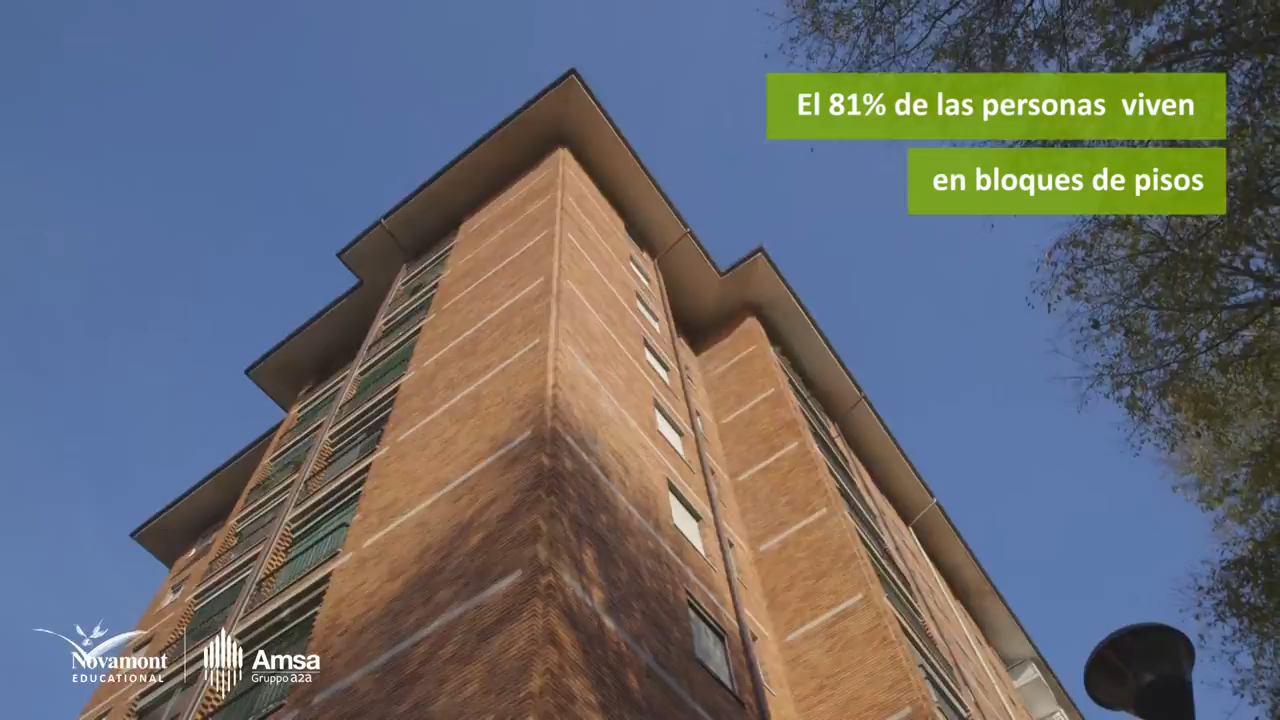 El 81% de las personas viven
en bloques de pisos
Novamont
EDUCATIONAL
Amsa
Gruppo a2a